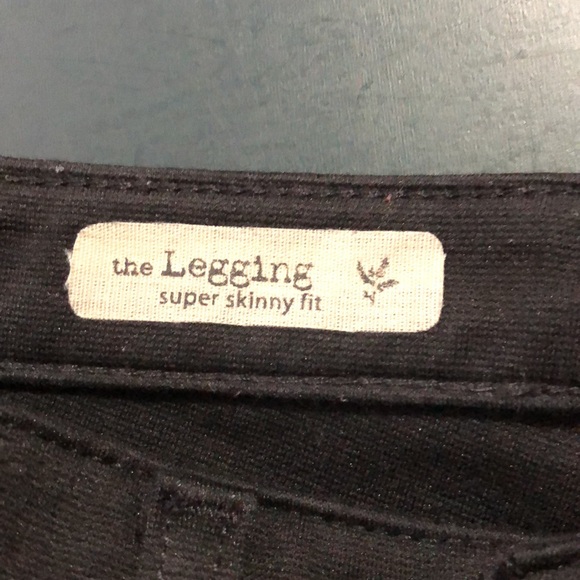 the Legging
super skinny fit